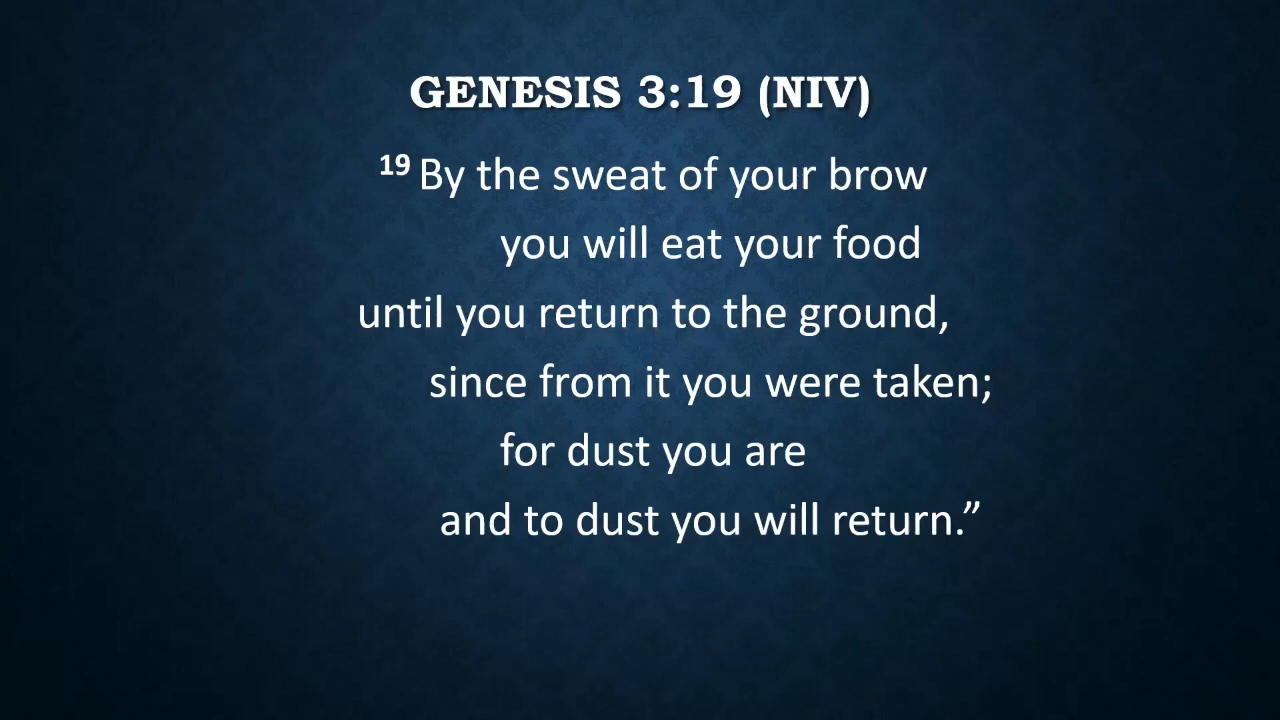 GENESIS 3:19 (NIV)
19 By the sweat of your brow
you will eat your food
until you return to the ground,
since from it you were taken;
for dust you are
and to dust you will return.”